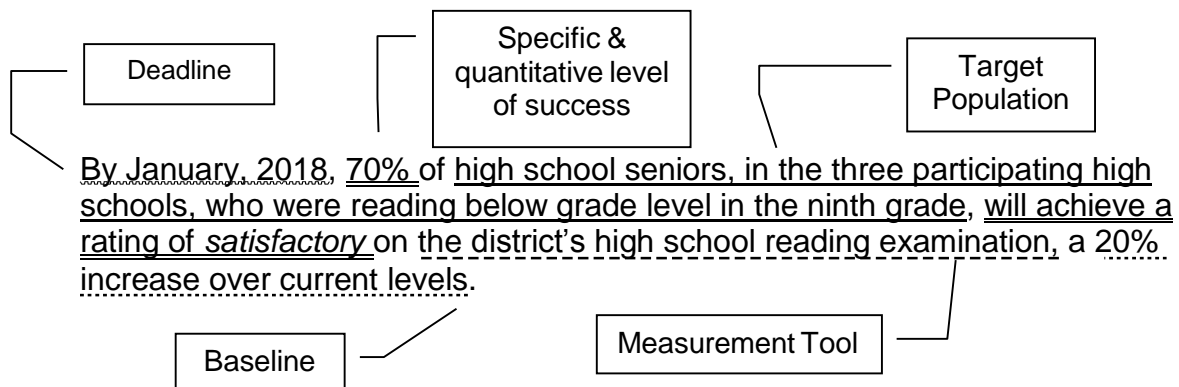 Deadline
Specific &
quantitative level
of success
Target
Population
By January, 2018, 70% of high school seniors, in the three participating high
schools, who were reading below grade level in the ninth grade, will achieve a
rating of satisfactory on the district's high school reading examination, a 20%
increase over current levels.
Baseline
Measurement Tool